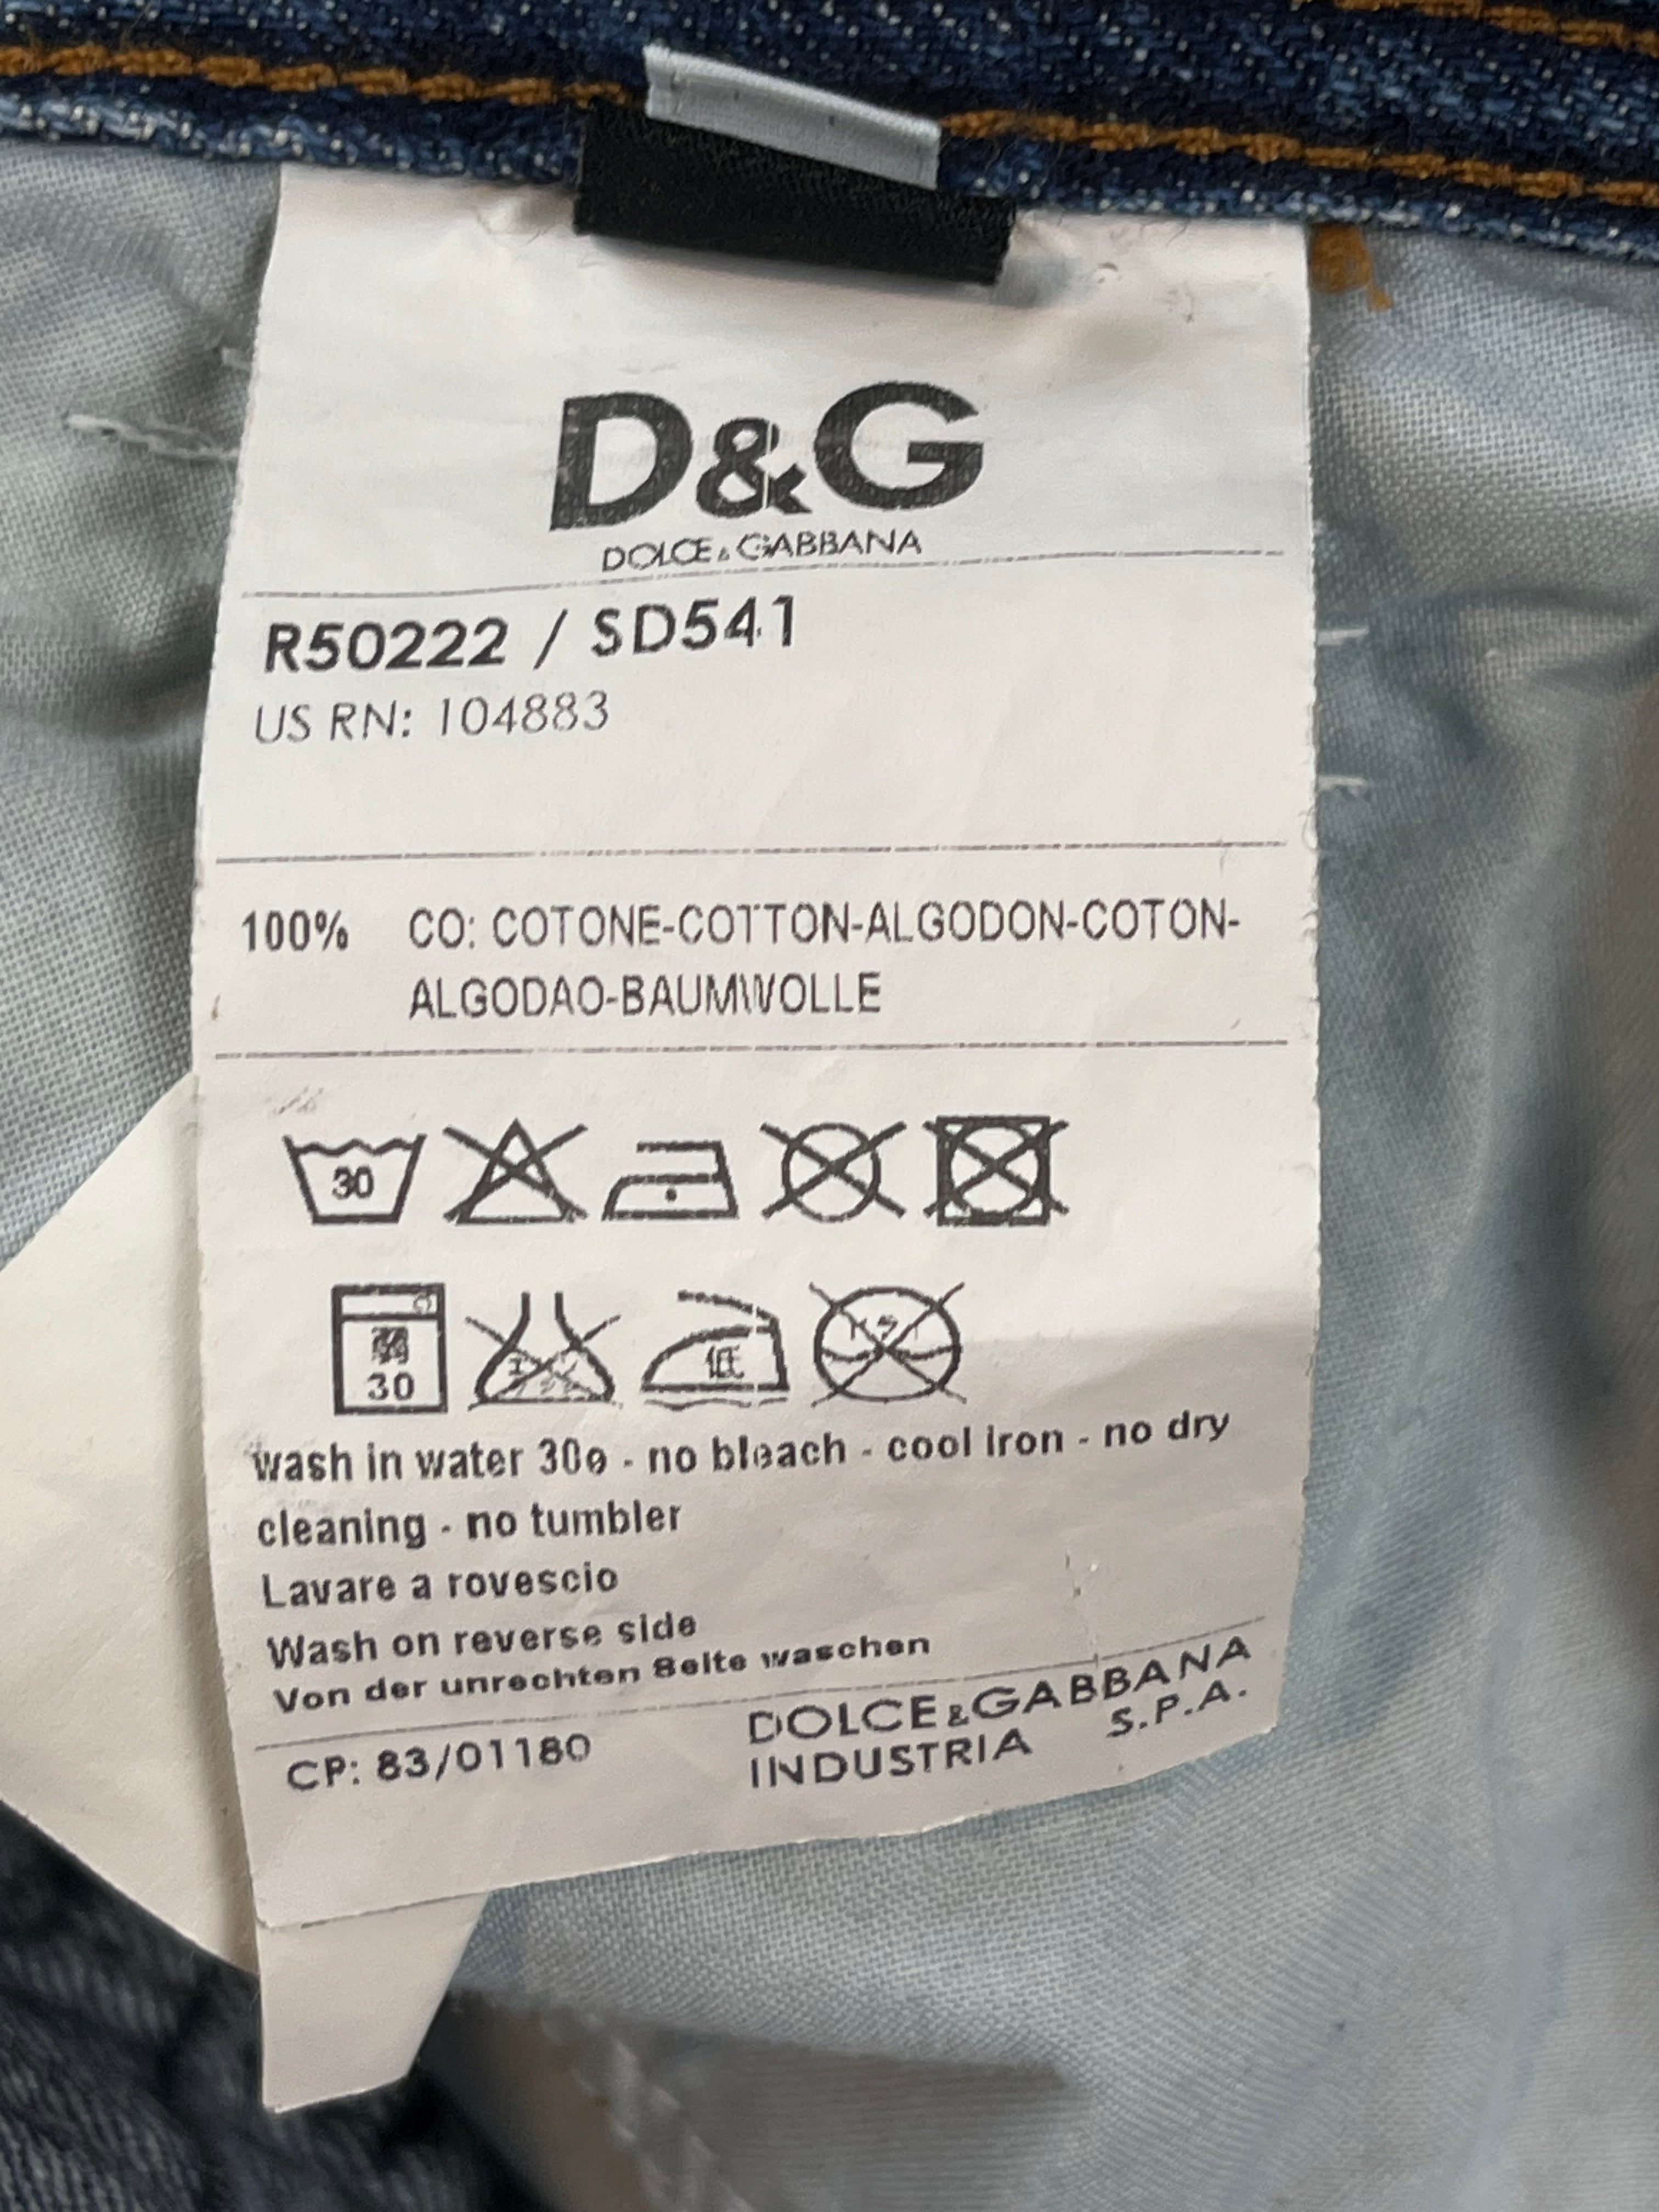 D&G
DOLCE & GABBANA
R50222 / SD541
US RN: 104883
100% CO: COTONE-COTTON-ALGODON-COTON-
ALGODAO-BAUMWOLLE
30
30
低
wash in water 30º - no bleach - cool iron - no dry
cleaning - no tumbler
Lavare a rovescio
Wash on reverse side
Von der unrechten Seite waschen
CP: 83/01180
DOLCE&GABBANA
INDUSTRIA S.P.A.